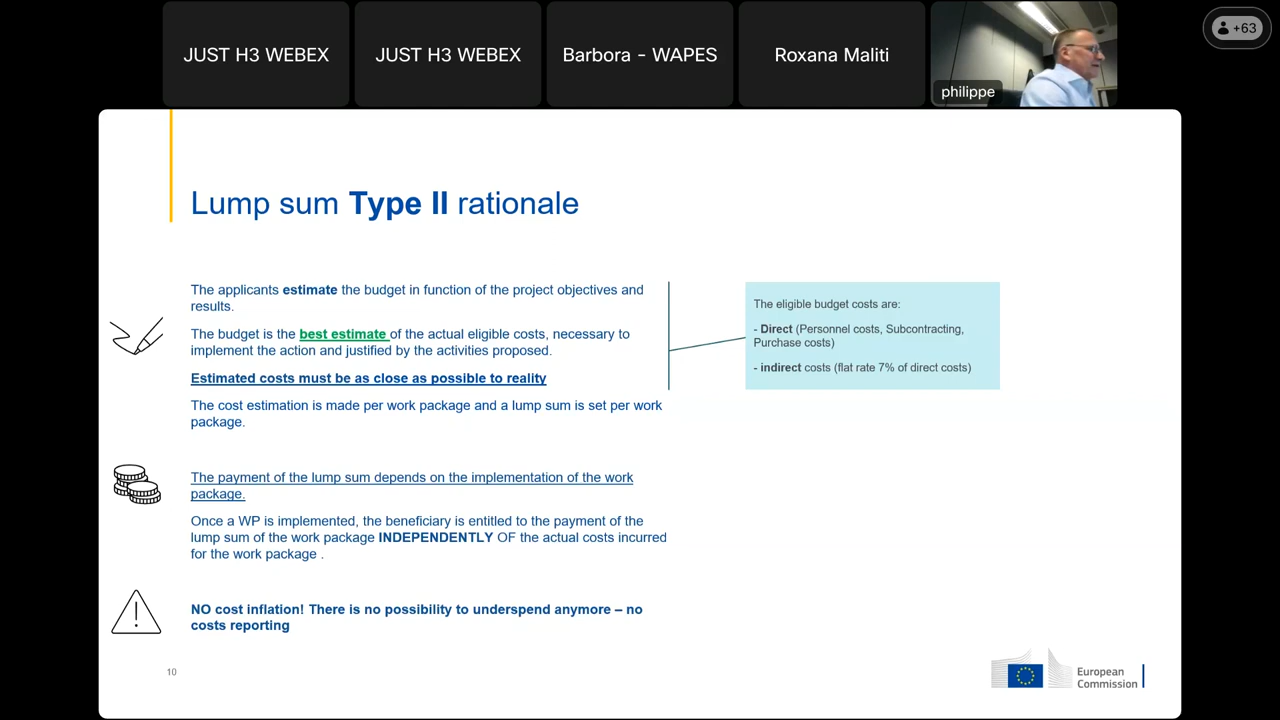 JUST H3 WEBEX
JUST H3 WEBEX
Barbora - WAPES
Roxana Maliti
philippe
+63
Lump sum Type II rationale
The applicants estimate the budget in function of the project objectives and
results.
The budget is the best estimate of the actual eligible costs, necessary to
implement the action and justified by the activities proposed.
Estimated costs must be as close as possible to reality
The cost estimation is made per work package and a lump sum is set per work
package.
The eligible budget costs are:
- Direct (Personnel costs, Subcontracting,
Purchase costs)
- indirect costs (flat rate 7% of direct costs)
The payment of the lump sum depends on the implementation of the work
package.
Once a WP is implemented, the beneficiary is entitled to the payment of the
lump sum of the work package INDEPENDENTLY OF the actual costs incurred
for the work package .
NO cost inflation! There is no possibility to underspend anymore – no
costs reporting
10
European
Commission